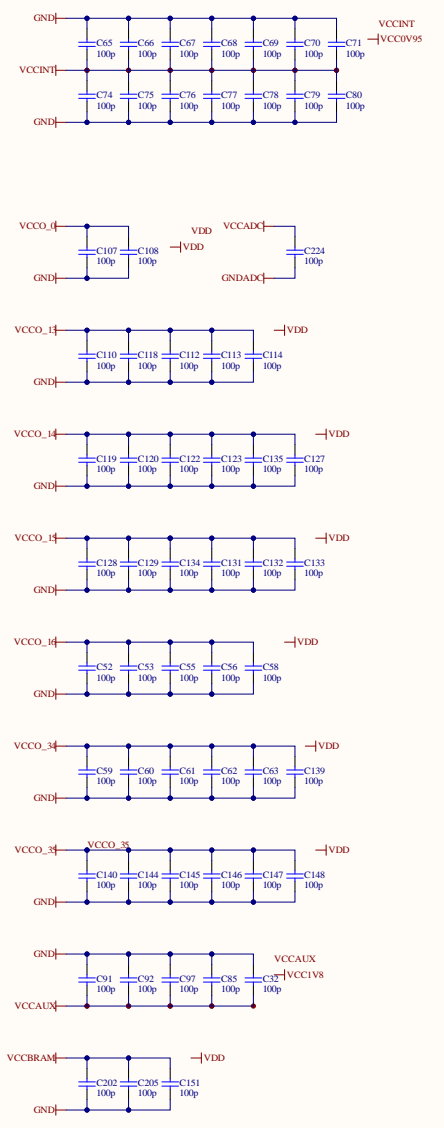 GND
VCCINT
C65 C66 C67 C68 C69 C70 C71 VCC0V95
100p 100p 100p 100p 100p 100p 100p
VCCINT
C74 C75 C76 C77 C78 C79 C80
100p 100p 100p 100p 100p 100p 100p
GND
VCCO_0 VDD VCCADC
C107 C108 VDD C224
100p 100p 100p
GND GNDADC
VCCO_13 VDD
C110 C118 C112 C113 C114
100p 100p 100p 100p 100p
GND
VCCO_14 VDD
C119 C120 C122 C123 C135 C127
100p 100p 100p 100p 100p 100p
GND
VCCO_15 VDD
C128 C129 C134 C131 C132 C133
100p 100p 100p 100p 100p 100p
GND
VCCO_16 VDD
C52 C53 C55 C56 C58
100p 100p 100p 100p 100p
GND
VCCO_34 VDD
C59 C60 C61 C62 C63 C139
100p 100p 100p 100p 100p 100p
GND
VCCO_35 VCCO_35 VDD
C140 C144 C145 C146 C147 C148
100p 100p 100p 100p 100p 100p
GND
GND
VCCAUX
C91 C92 C97 C85 C32 VCC1V8
100p 100p 100p 100p 100p
VCCAUX
VCCBRAM VDD
C202 C205 C151
100p 100p 100p
GND